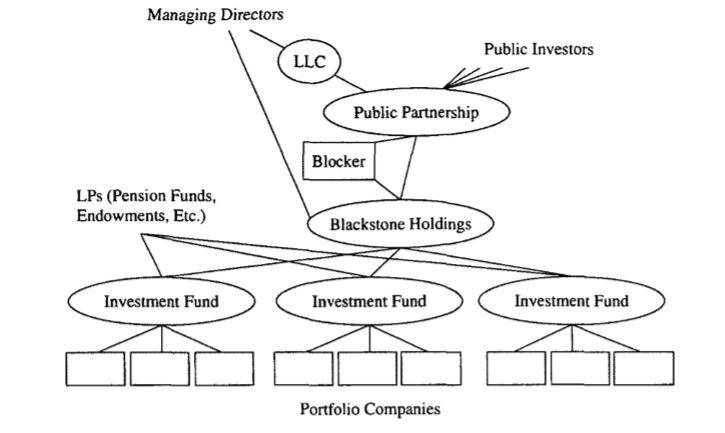 Managing Directors
LLC
Public Investors
Public Partnership
Blocker
LPs (Pension Funds,
Endowments, Etc.)
Blackstone Holdings
Investment Fund
Investment Fund
Investment Fund
Portfolio Companies